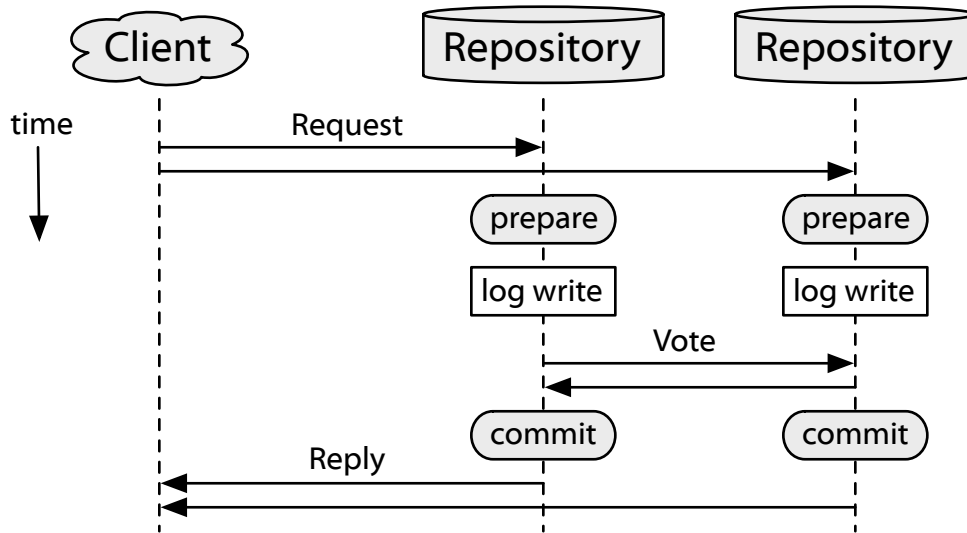 Client
Repository
Repository
time
Request
prepare
prepare
log write
log write
Vote
commit
commit
Reply